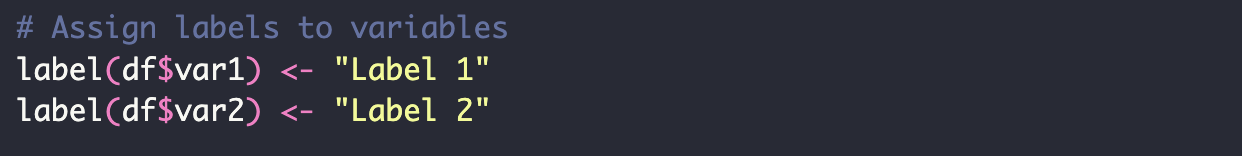 # Assign labels to variables
label(df$var1) <- "Label 1"
label(df$var2) <- "Label 2"